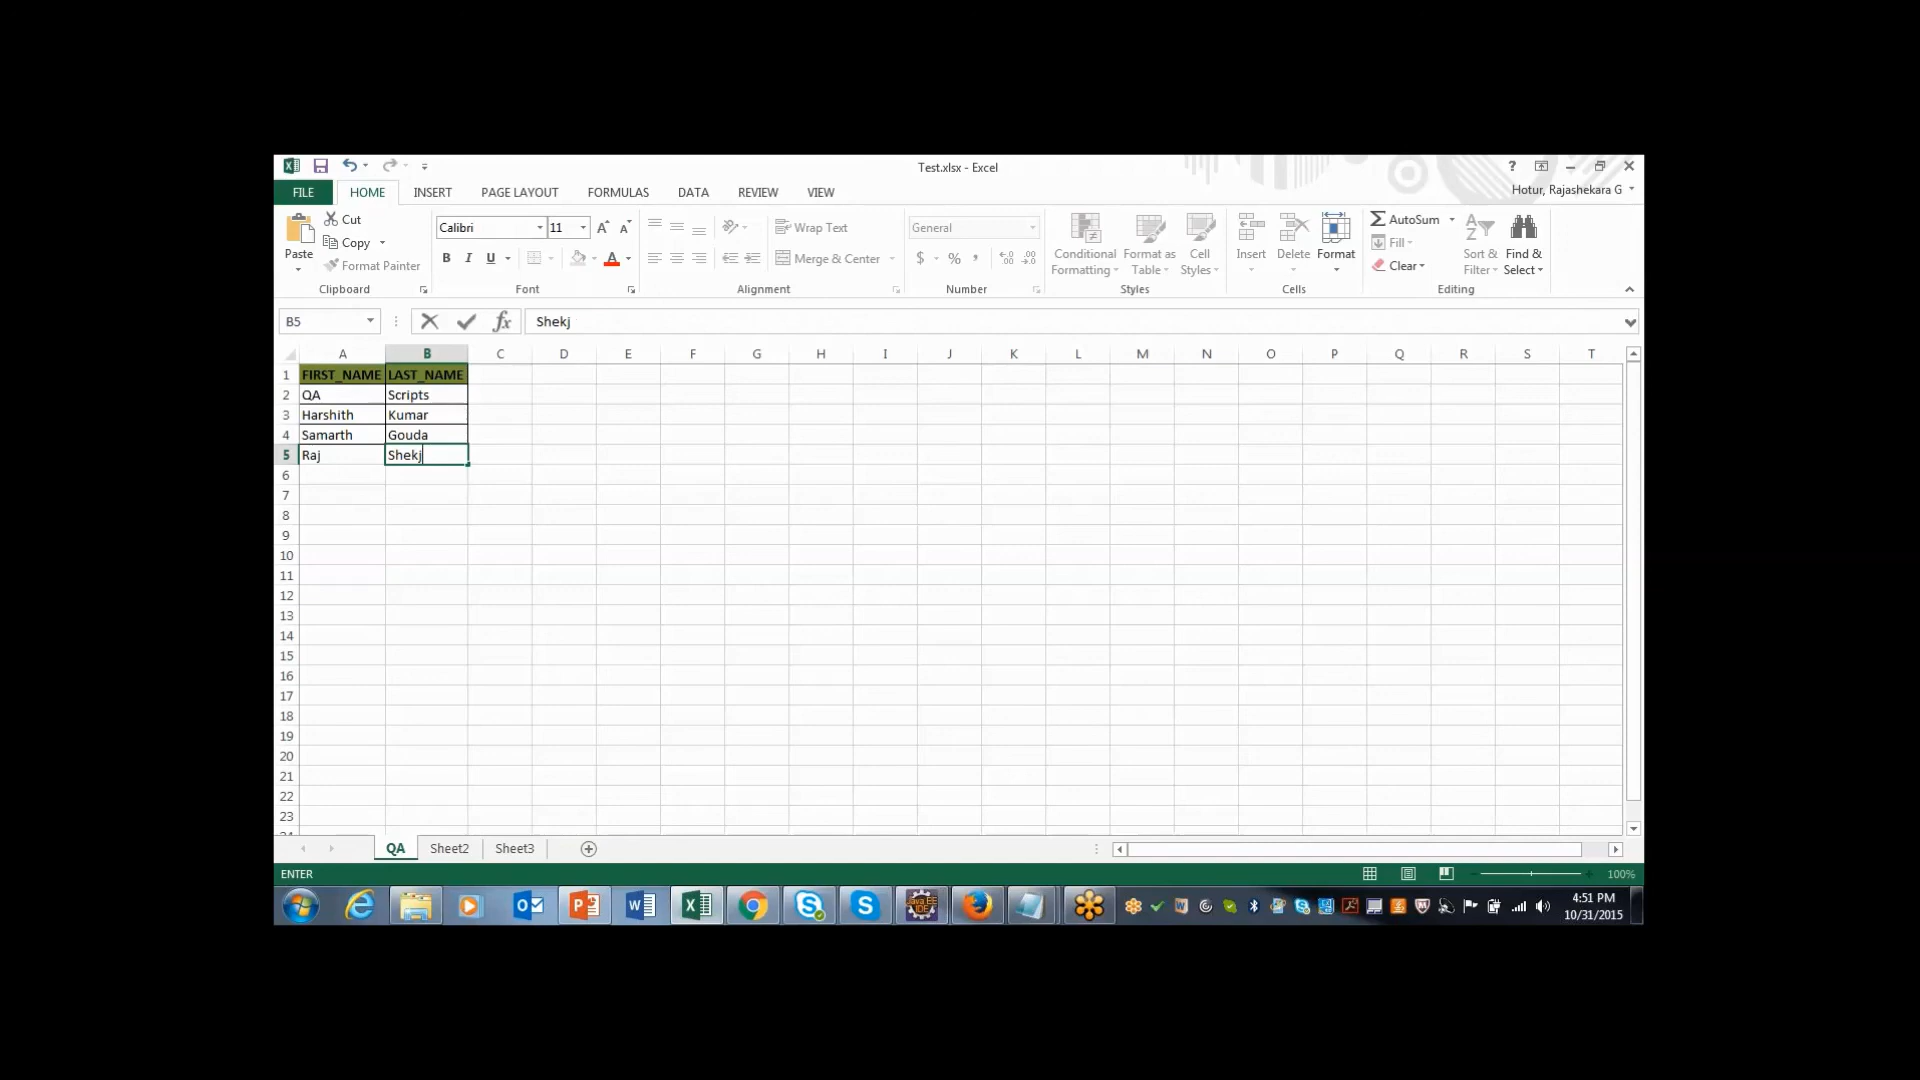 Test.xlsx - Excel
?
Hotur, Rajashekara G
FILE HOME INSERT PAGE LAYOUT FORMULAS DATA REVIEW VIEW
Paste
Cut
Copy
Format Painter
Clipboard
Calibri 11
B I U
Font
Wrap Text
Merge & Center
Alignment
General
$ %
Number
Conditional Formatting
Format as Table
Cell Styles
Styles
Insert Delete Format
Cells
AutoSum
Fill
Clear
Sort & Filter
Find & Select
Editing
B5 fx Shekj
A B C D E F G H I J K L M N O P Q R S T
1 FIRST_NAME LAST_NAME
2 QA Scripts
3 Harshith Kumar
4 Samarth Gouda
5 Raj Shekj
6
7
8
9
10
11
12
13
14
15
16
17
18
19
20
21
22
23
QA Sheet2 Sheet3
ENTER 100%
4:51 PM
10/31/2015